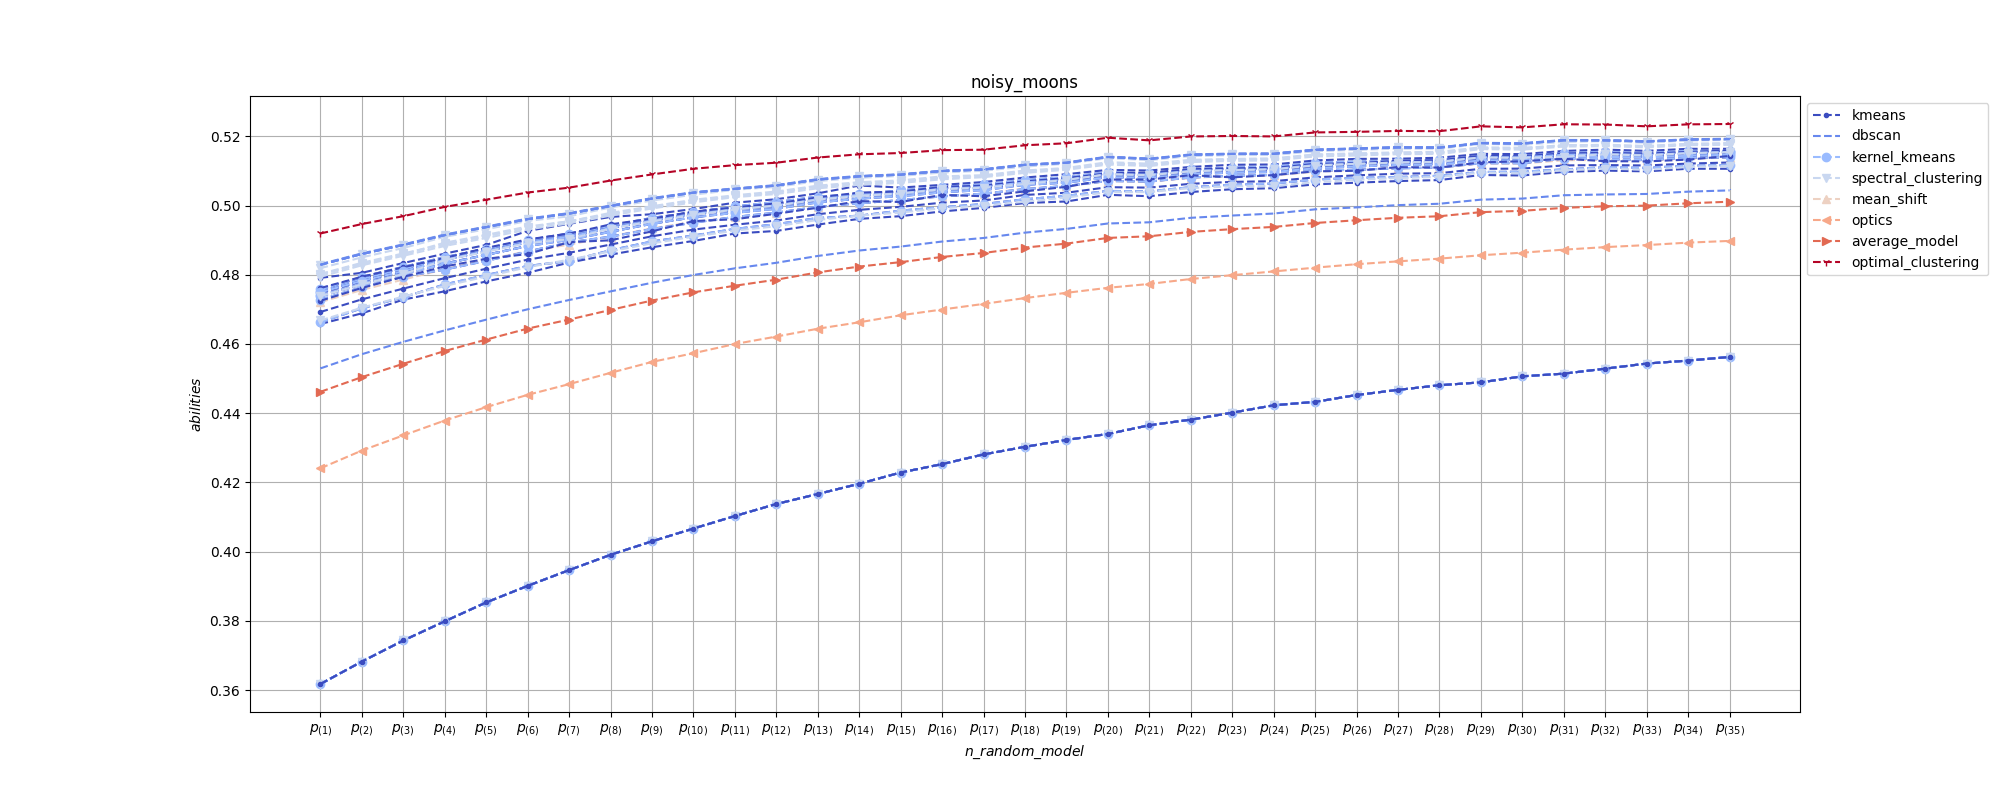 noisy_moons
0.52
0.50
0.48
0.46
0.44
0.42
0.40
0.38
0.36
abilities
p(1) p(2) p(3) p(4) p(5) p(6) p(7) p(8) p(9) p(10) p(11) p(12) p(13) p(14) p(15) p(16) p(17) p(18) p(19) p(20) p(21) p(22) p(23) p(24) p(25) p(26) p(27) p(28) p(29) p(30) p(31) p(32) p(33) p(34) p(35)
n_random_model
kmeans
dbscan
kernel_kmeans
spectral_clustering
mean_shift
optics
average_model
optimal_clustering